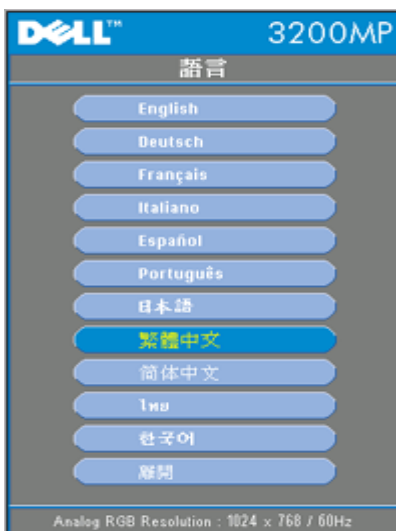 DELL™ 3200MP
語言
English
Deutsch
Français
Italiano
Español
Português
日本語
繁體中文
简体中文
ไทย
한국어
離開
Analog RGB Resolution : 1024 x 768 / 60Hz